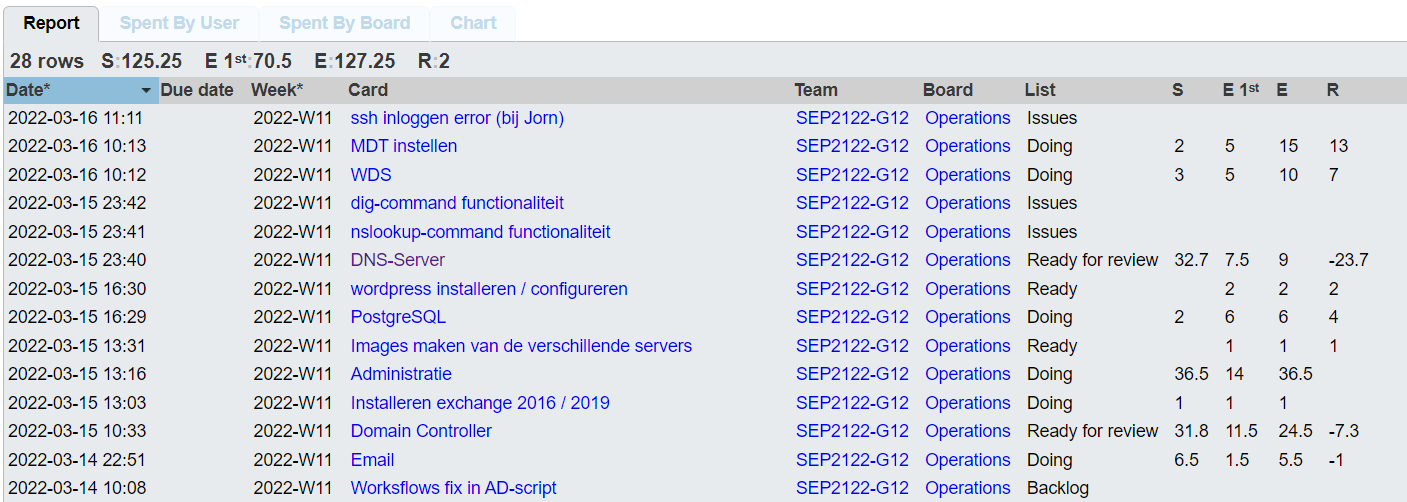 Report Spent By User Spent By Board Chart
28 rows S:125.25 E 1st:70.5 E:127.25 R:2
Date* Due date Week* Card Team Board List S E 1st E R
2022-03-16 11:11 2022-W11 ssh inloggen error (bij Jorn) SEP2122-G12 Operations Issues
2022-03-16 10:13 2022-W11 MDT instellen SEP2122-G12 Operations Doing 2 5 15 13
2022-03-16 10:12 2022-W11 WDS SEP2122-G12 Operations Doing 3 5 10 7
2022-03-15 23:42 2022-W11 dig-command functionaliteit SEP2122-G12 Operations Issues
2022-03-15 23:41 2022-W11 nslookup-command functionaliteit SEP2122-G12 Operations Issues
2022-03-15 23:40 2022-W11 DNS-Server SEP2122-G12 Operations Ready for review 32.7 7.5 9 -23.7
2022-03-15 16:30 2022-W11 wordpress installeren / configureren SEP2122-G12 Operations Ready 2 2 2
2022-03-15 16:29 2022-W11 PostgreSQL SEP2122-G12 Operations Doing 2 6 6 4
2022-03-15 13:31 2022-W11 Images maken van de verschillende servers SEP2122-G12 Operations Ready 1 1 1
2022-03-15 13:16 2022-W11 Administratie SEP2122-G12 Operations Doing 36.5 14 36.5
2022-03-15 13:03 2022-W11 Installeren exchange 2016 / 2019 SEP2122-G12 Operations Doing 1 1 1
2022-03-15 10:33 2022-W11 Domain Controller SEP2122-G12 Operations Ready for review 31.8 11.5 24.5 -7.3
2022-03-14 22:51 2022-W11 Email SEP2122-G12 Operations Doing 6.5 1.5 5.5 -1
2022-03-14 10:08 2022-W11 Worksflows fix in AD-script SEP2122-G12 Operations Backlog